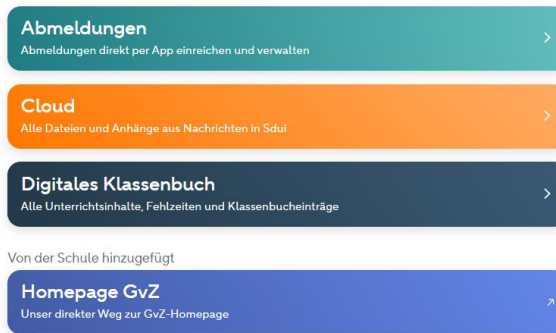 Abmeldungen
Abmeldungen direkt per App einreichen und verwalten
Cloud
Alle Dateien und Anhänge aus Nachrichten in Sdui
Digitales Klassenbuch
Alle Unterrichtsinhalte, Fehlzeiten und Klassenbucheinträge
Von der Schule hinzugefügt
Homepage GvZ
Unser direkter Weg zur GvZ-Homepage